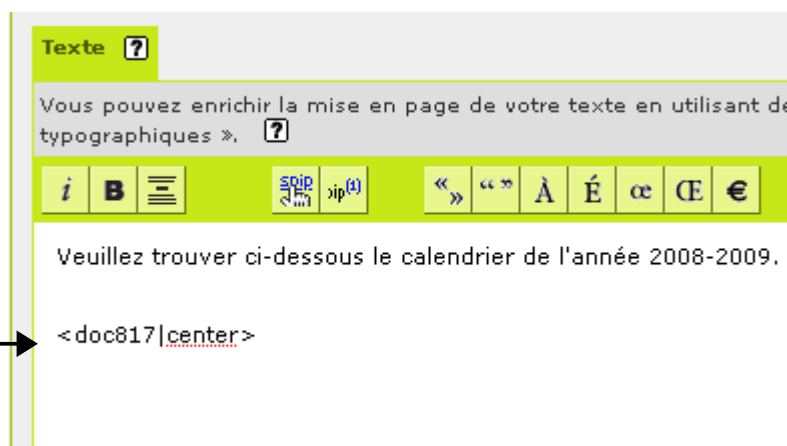 Texte ?
Vous pouvez enrichir la mise en page de votre texte en utilisant
typographiques ». ?
i B spip «» “ ” À É œ Œ €
Veuillez trouver ci-dessous le calendrier de l'année 2008-2009.
<doc817|center>